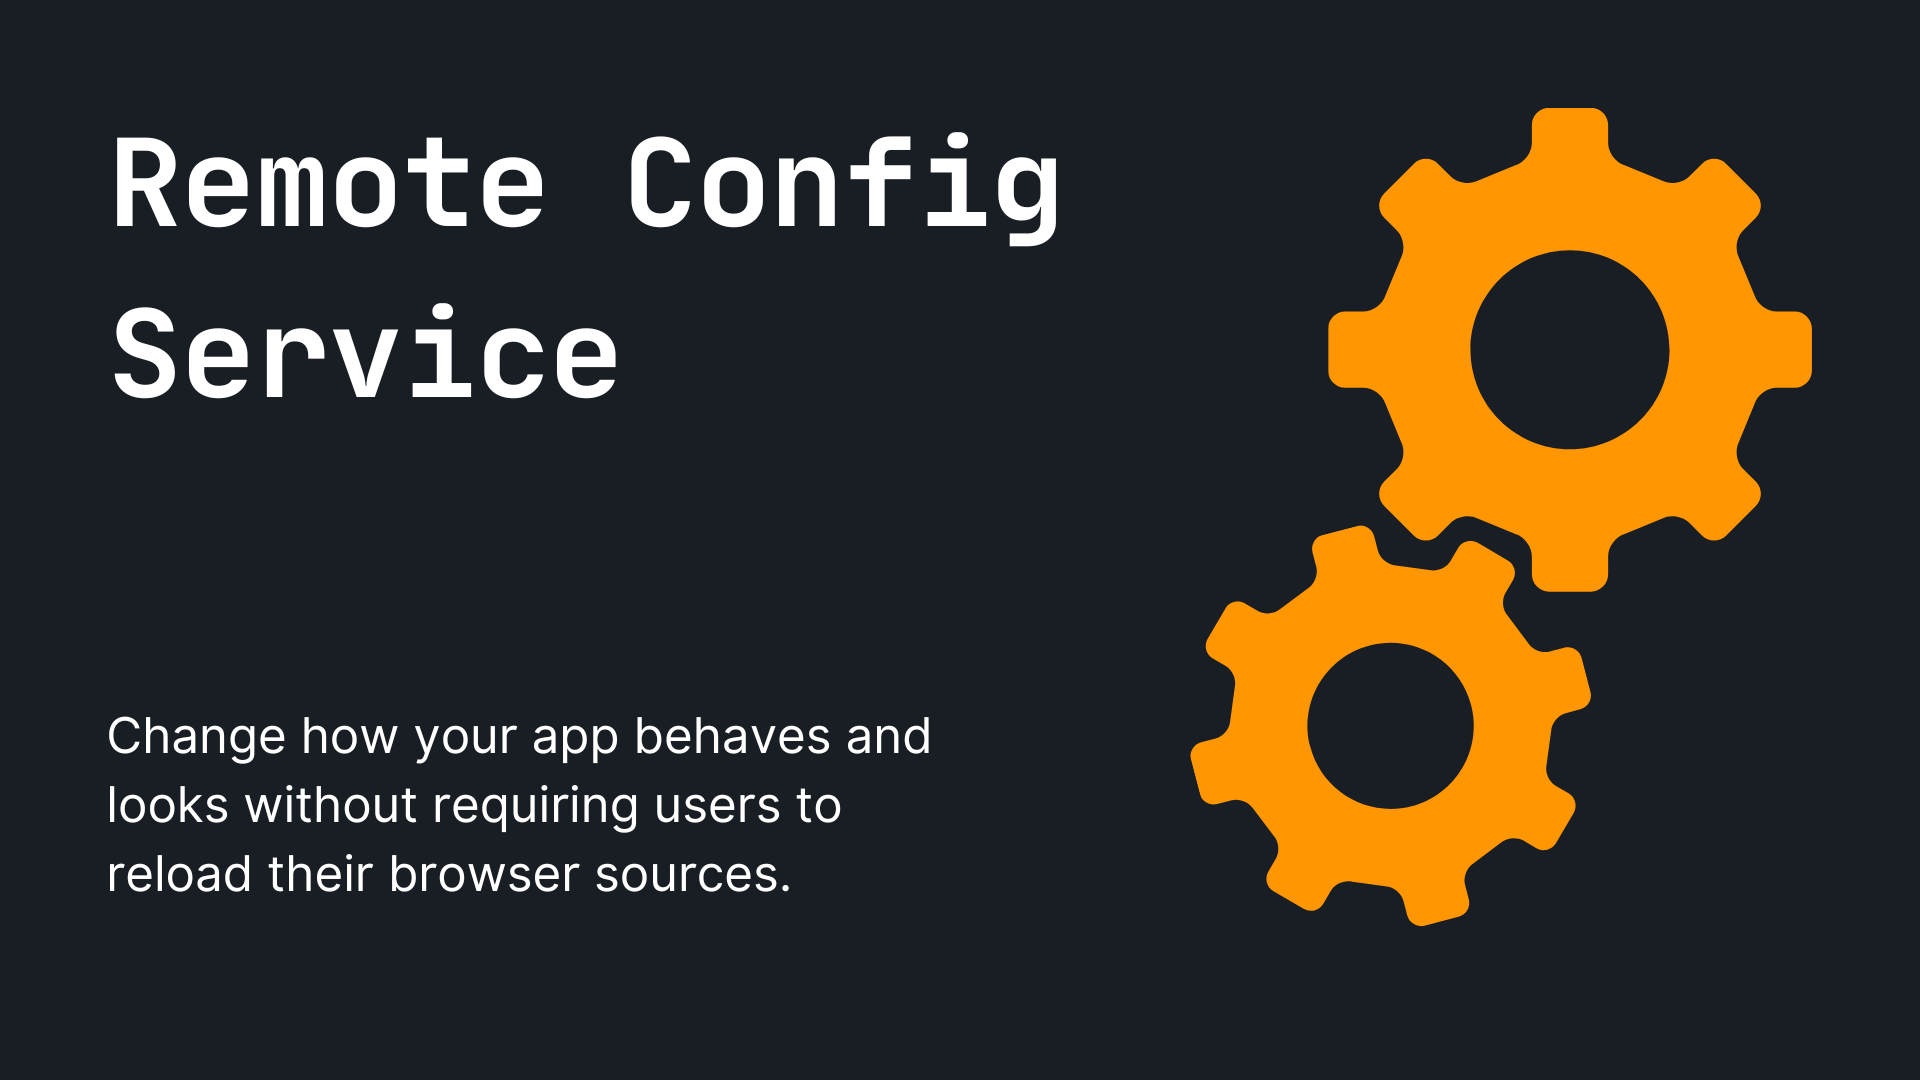 Remote Config
Service
Change how your app behaves and
looks without requiring users to
reload their browser sources.